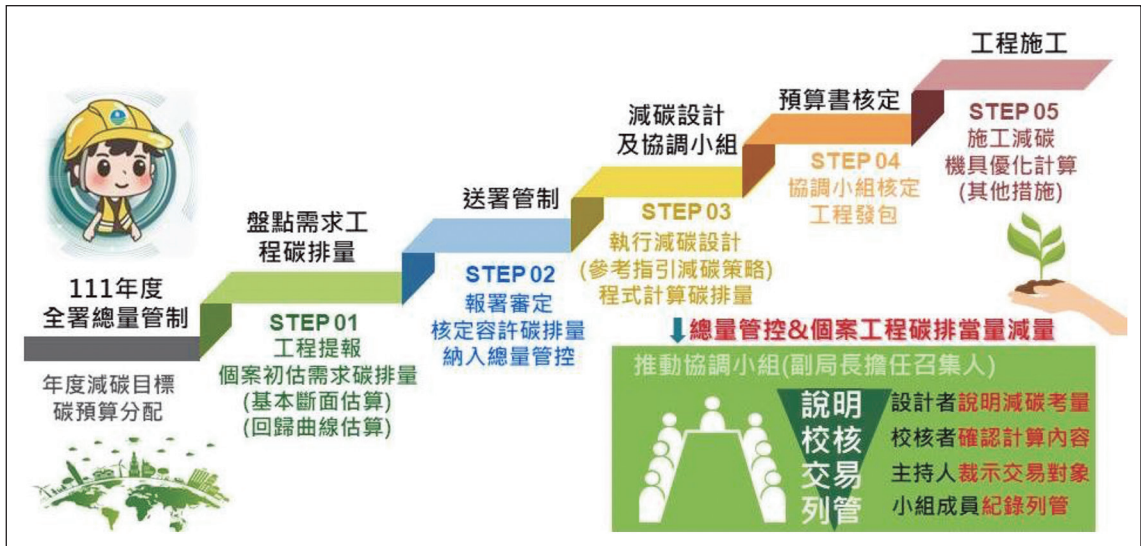 111年度
全署總量管制
年度減碳目標
碳預算分配
盤點需求工
程碳排量
STEP 01
工程提報
個案初估需求碳排量
(基本斷面估算)
(回歸曲線估算)
送署管制
STEP 02
報署審定
核定容許碳排量
納入總量管控
減碳設計
及協調小組
STEP 03
執行減碳設計
(參考指引減碳策略)
程式計算碳排量
預算書核定
STEP 04
協調小組核定
工程發包
工程施工
STEP 05
施工減碳
機具優化計算
(其他措施)
總量管控&個案工程碳排當量減量
推動協調小組(副局長擔任召集人)
說明
校核
交易
列管
設計者說明減碳考量
校核者確認計算內容
主持人裁示交易對象
小組成員紀錄列管